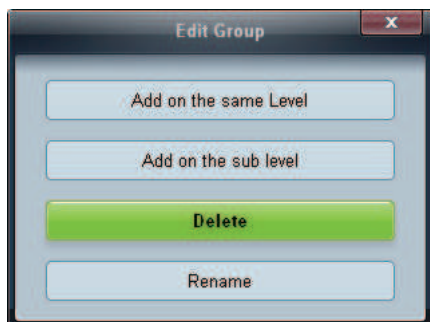 Edit Group
x
Add on the same Level
Add on the sub level
Delete
Rename